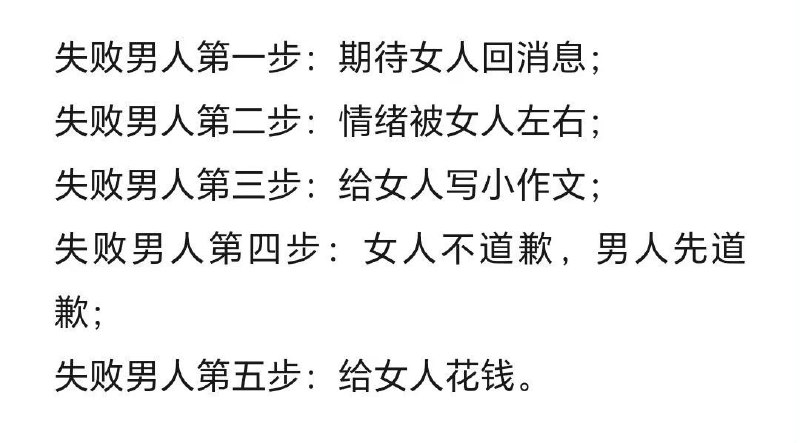 失败男人第一步：期待女人回消息；
失败男人第二步：情绪被女人左右；
失败男人第三步：给女人写小作文；
失败男人第四步：女人不道歉，男人先道
歉；
失败男人第五步：给女人花钱。